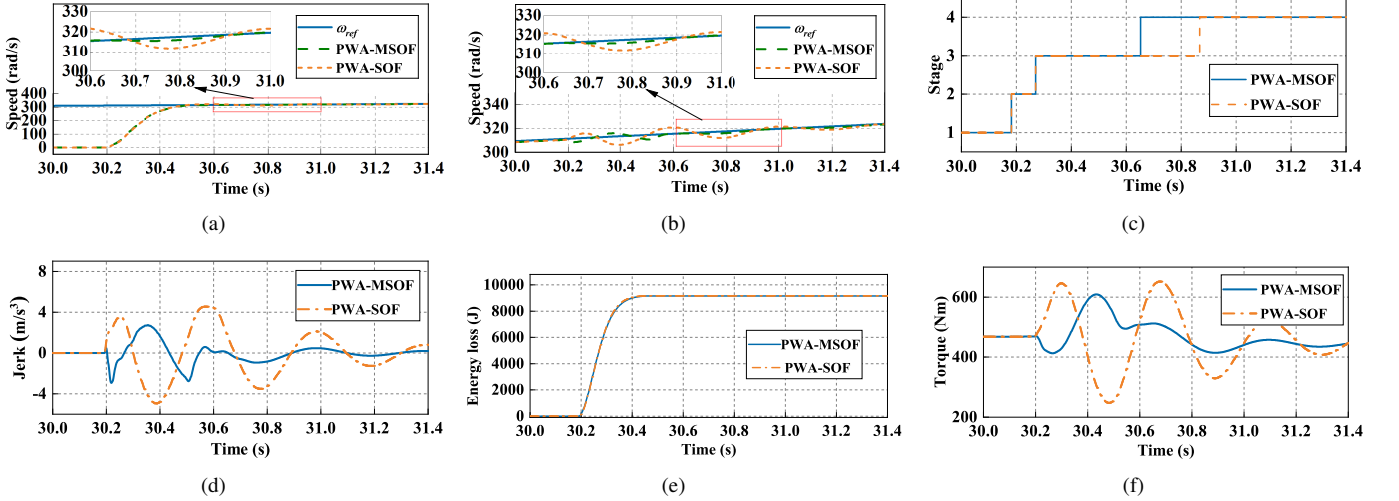 Speed (rad/s)
330
320
310
300
30.6 30.7 30.8 30.9 31.0
ω_ref
PWA-MSOF
PWA-SOF
400
300
200
100
0
30.0 30.2 30.4 30.6 30.8 31.0 31.2 31.4
Time (s)
(a)
Speed (rad/s)
330
320
310
300
30.6 30.7 30.8 30.9 31.0
ω_ref
PWA-MSOF
PWA-SOF
340
320
300
30.0 30.2 30.4 30.6 30.8 31.0 31.2 31.4
Time (s)
(b)
Stage
4
3
2
1
PWA-MSOF
PWA-SOF
30.0 30.2 30.4 30.6 30.8 31.0 31.2 31.4
Time (s)
(c)
Jerk (m/s³)
8
4
0
-4
PWA-MSOF
PWA-SOF
30.0 30.2 30.4 30.6 30.8 31.0 31.2 31.4
Time (s)
(d)
Energy loss (J)
10000
8000
6000
4000
2000
0
PWA-MSOF
PWA-SOF
30.0 30.2 30.4 30.6 30.8 31.0 31.2 31.4
Time (s)
(e)
Torque (Nm)
600
400
200
PWA-MSOF
PWA-SOF
30.0 30.2 30.4 30.6 30.8 31.0 31.2 31.4
Time (s)
(f)